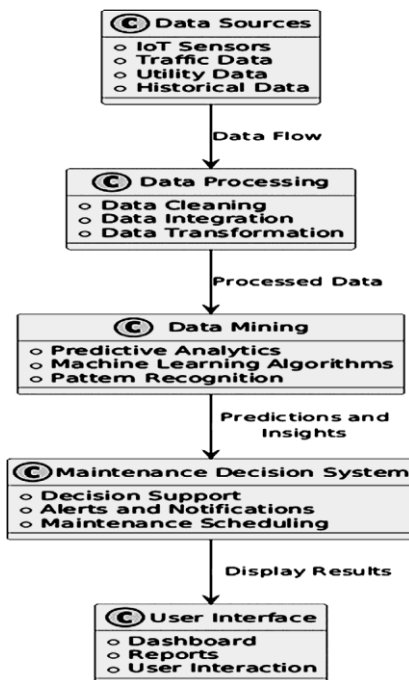 C Data Sources
IoT Sensors
Traffic Data
Utility Data
Historical Data
Data Flow
C Data Processing
Data Cleaning
Data Integration
Data Transformation
Processed Data
C Data Mining
Predictive Analytics
Machine Learning Algorithms
Pattern Recognition
Predictions and
Insights
C Maintenance Decision System
Decision Support
Alerts and Notifications
Maintenance Scheduling
Display Results
C User Interface
Dashboard
Reports
User Interaction